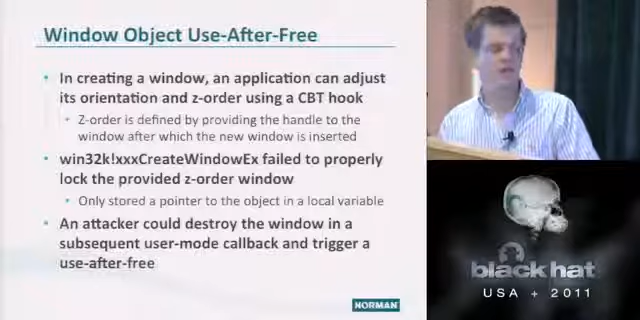 Window Object Use-After-Free
• In creating a window, an application can adjust
its orientation and z-order using a CBT hook
• Z-order is defined by providing the handle to the
window after which the new window is inserted
• win32k!xxxCreateWindowEx failed to properly
lock the provided z-order window
• Only stored a pointer to the object in a local variable
• An attacker could destroy the window in a
subsequent user-mode callback and trigger a
use-after-free
NORMAN
black hat
USA + 2011